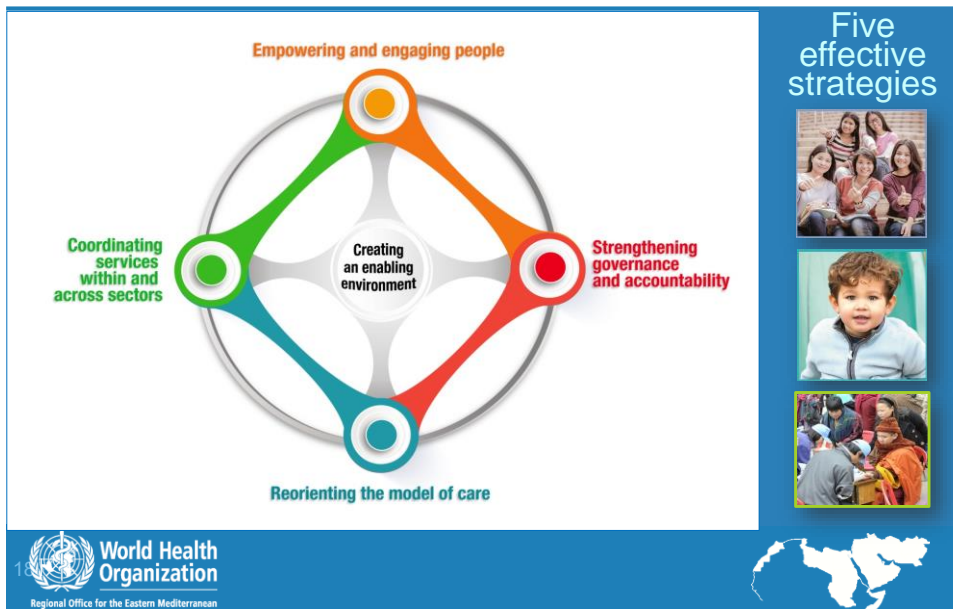 Five
effective
strategies
Empowering and engaging people
Coordinating
services
within and
across sectors
Creating
an enabling
environment
Strengthening
governance
and accountability
Reorienting the model of care
World Health
Organization
Regional Office for the Eastern Mediterranean